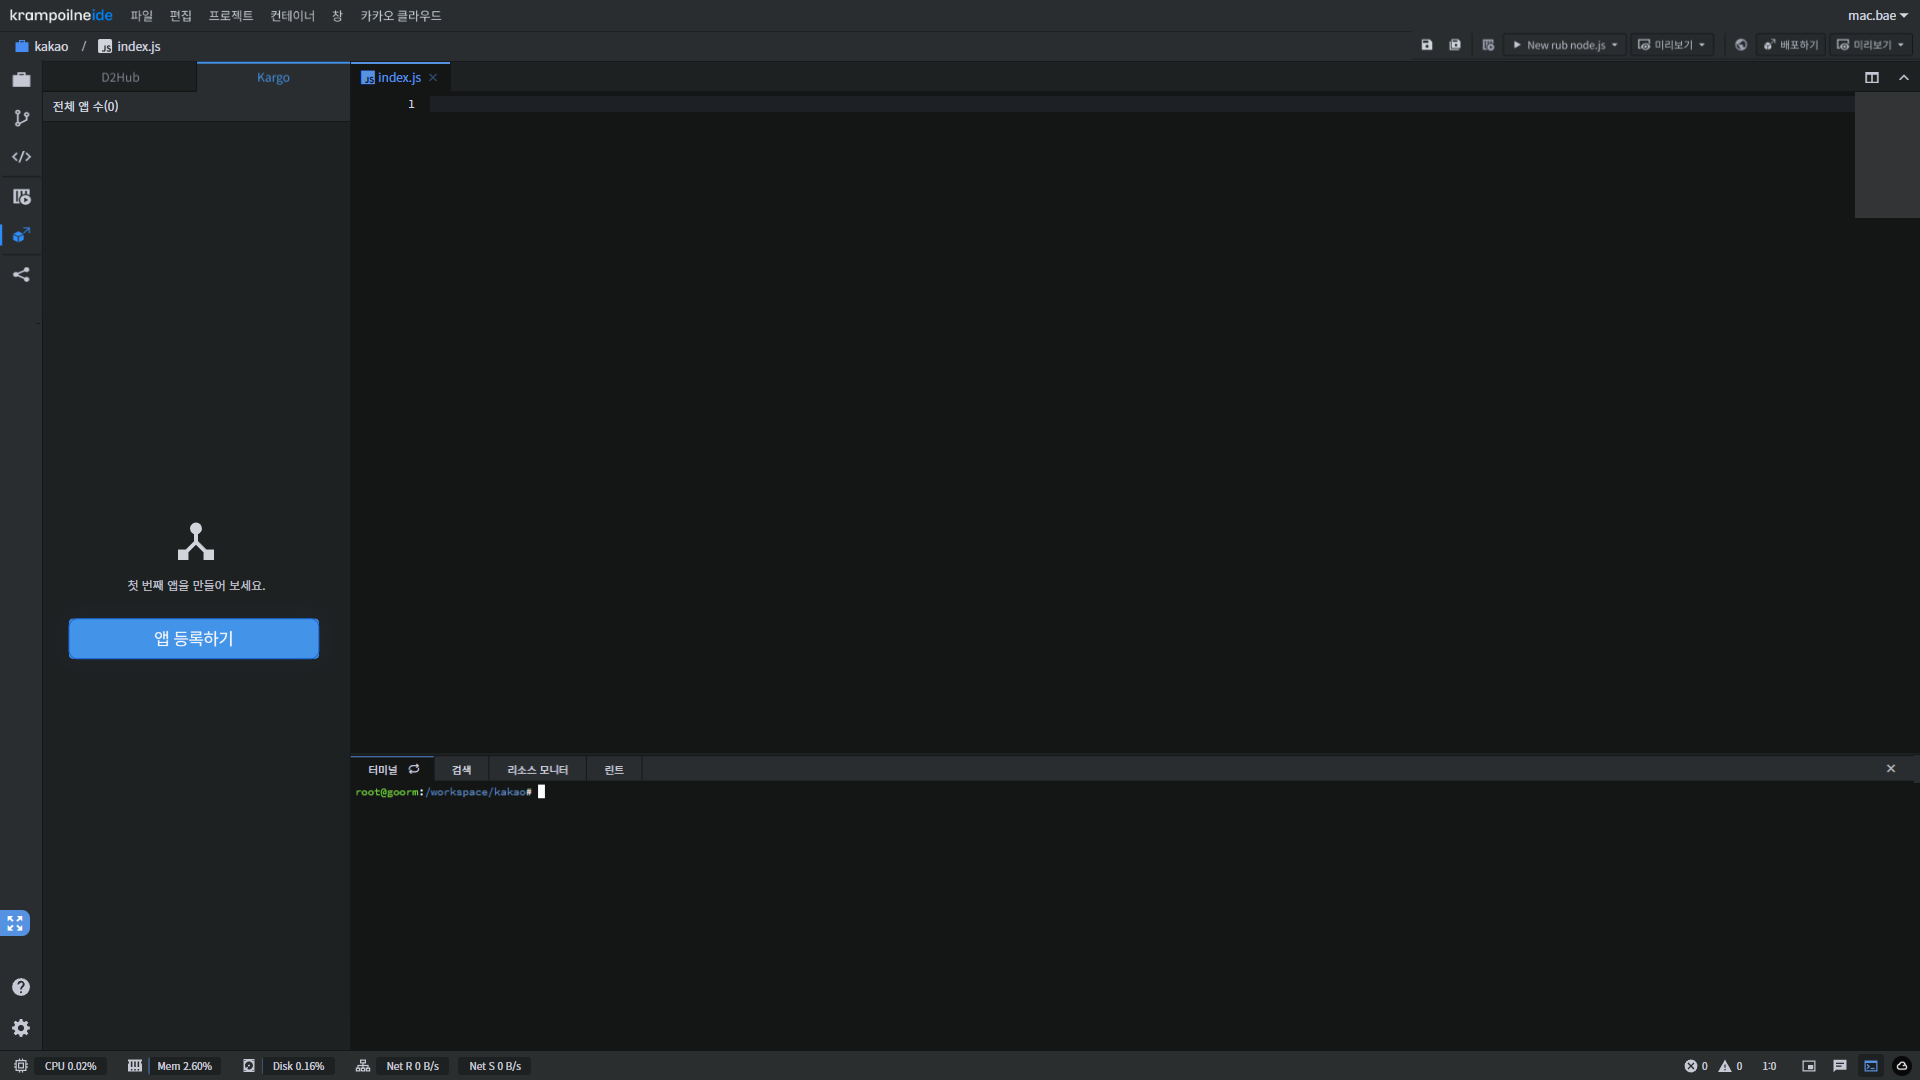 krampoilneide 파일 편집 프로젝트 컨테이너 창 카카오 클라우드 mac.bae
kakao / index.js New rub node.js 미리보기 배포하기 미리보기
D2Hub Kargo index.js
전체 앱 수(0)
1
첫 번째 앱을 만들어 보세요.
앱 등록하기
터미널 검색 리소스 모니터 린트
root@goorm:/workspace/kakao#
CPU 0.02% Mem 2.60% Disk 0.16% Net R 0 B/s Net S 0 B/s 0 0 1:0